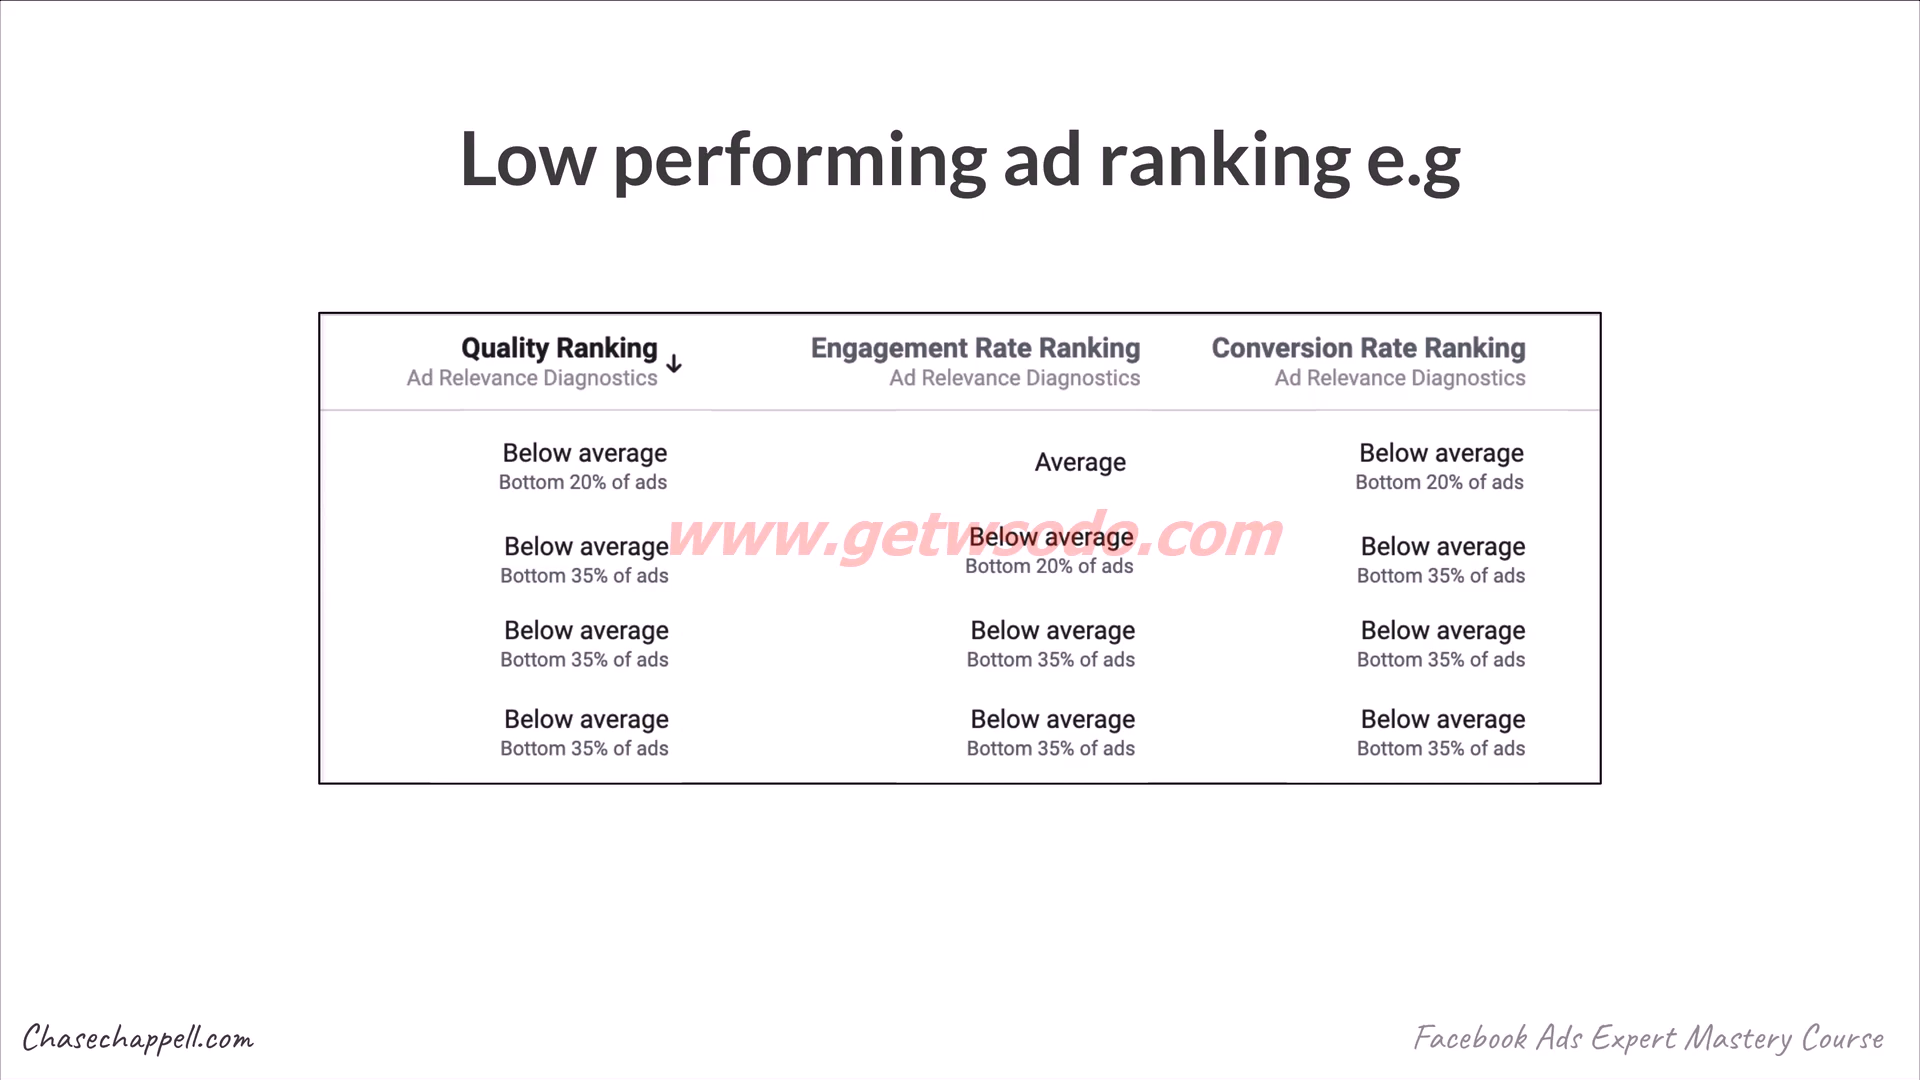 Low performing ad ranking e.g
Quality Ranking ↓ Engagement Rate Ranking Conversion Rate Ranking
Ad Relevance Diagnostics Ad Relevance Diagnostics Ad Relevance Diagnostics
Below average Average Below average
Bottom 20% of ads Bottom 20% of ads
www.getwsodo.com
Below average Below average Below average
Bottom 35% of ads Bottom 20% of ads Bottom 35% of ads
Below average Below average Below average
Bottom 35% of ads Bottom 35% of ads Bottom 35% of ads
Below average Below average Below average
Bottom 35% of ads Bottom 35% of ads Bottom 35% of ads
Chasechappell.com Facebook Ads Expert Mastery Course